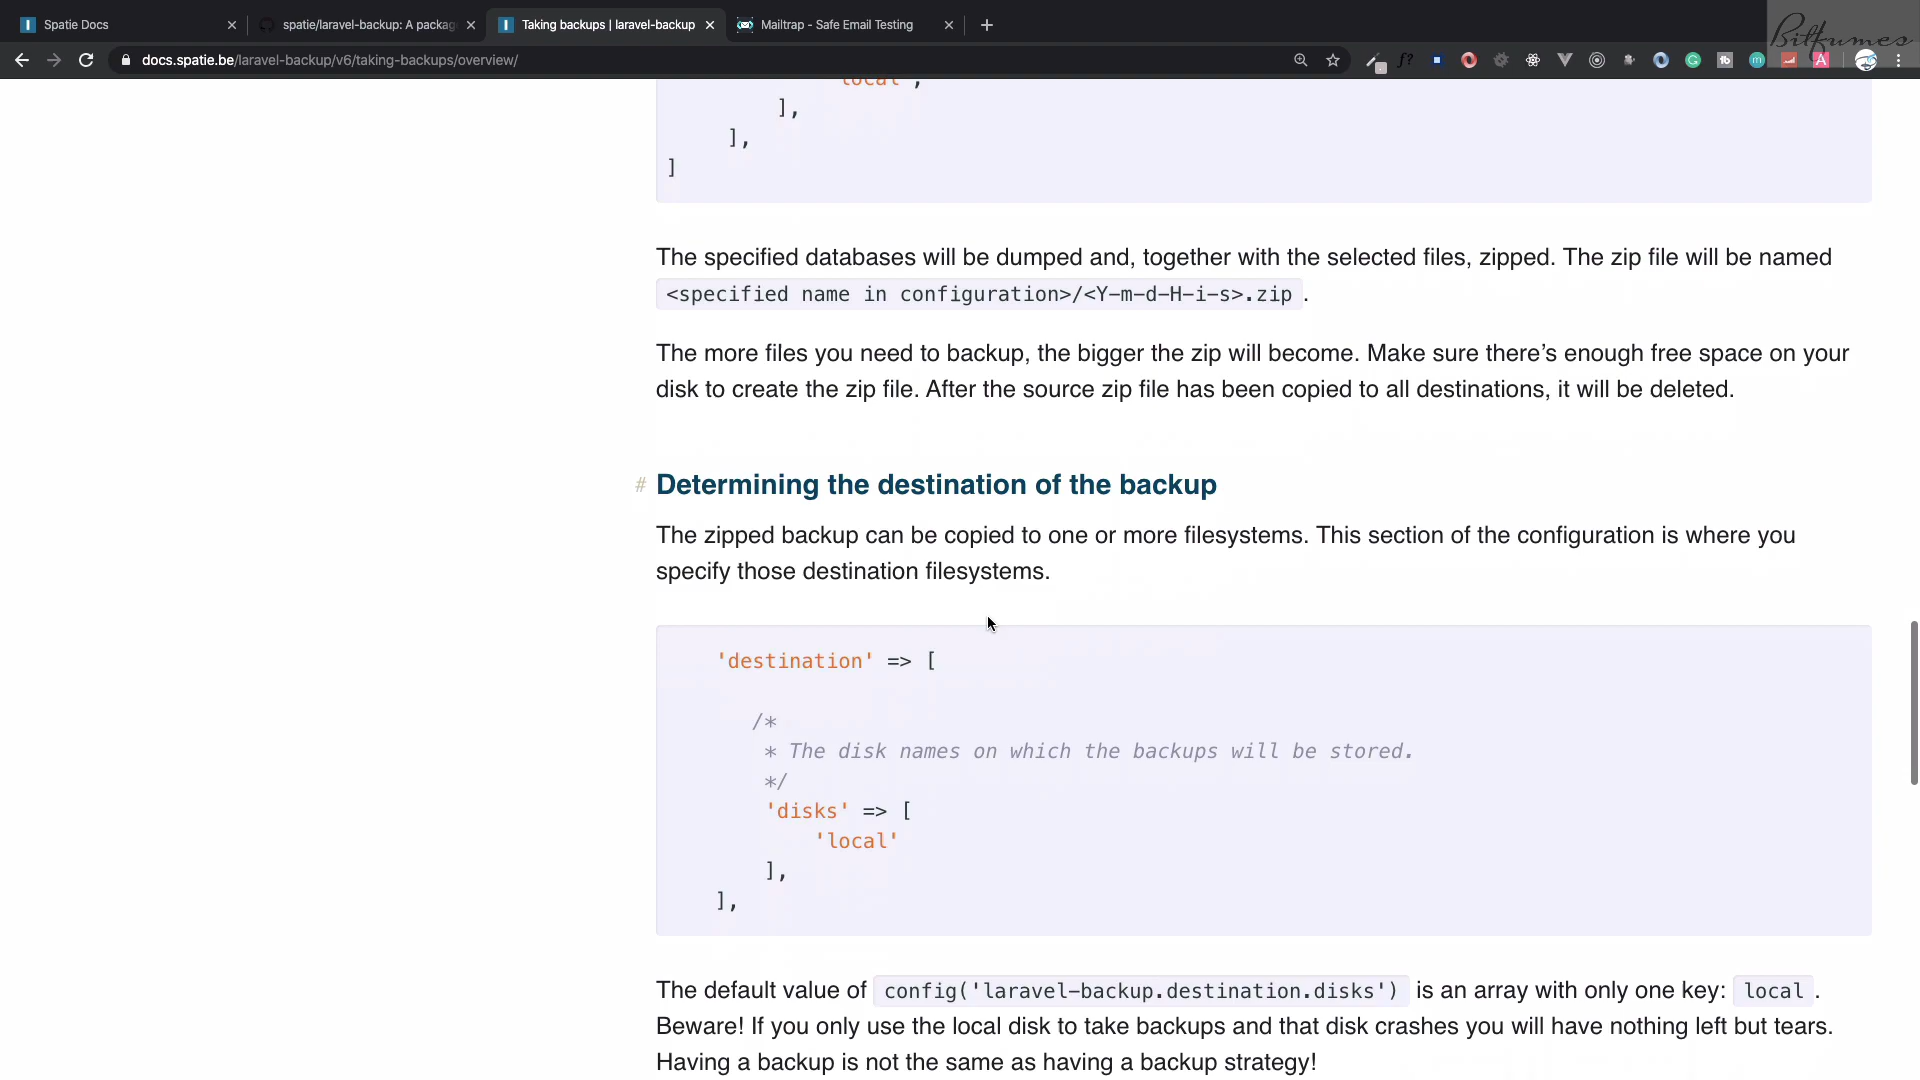 Spatie Docs
spatie/laravel-backup: A packag
Taking backups | laravel-backup
Mailtrap - Safe Email Testing
Bitfumes
docs.spatie.be/laravel-backup/v6/taking-backups/overview/
'local',
],
],
]
The specified databases will be dumped and, together with the selected files, zipped. The zip file will be named
<specified name in configuration>/<Y-m-d-H-i-s>.zip .
The more files you need to backup, the bigger the zip will become. Make sure there’s enough free space on your
disk to create the zip file. After the source zip file has been copied to all destinations, it will be deleted.
# Determining the destination of the backup
The zipped backup can be copied to one or more filesystems. This section of the configuration is where you
specify those destination filesystems.
'destination' => [
/*
* The disk names on which the backups will be stored.
*/
'disks' => [
'local'
],
],
The default value of config('laravel-backup.destination.disks') is an array with only one key: local .
Beware! If you only use the local disk to take backups and that disk crashes you will have nothing left but tears.
Having a backup is not the same as having a backup strategy!